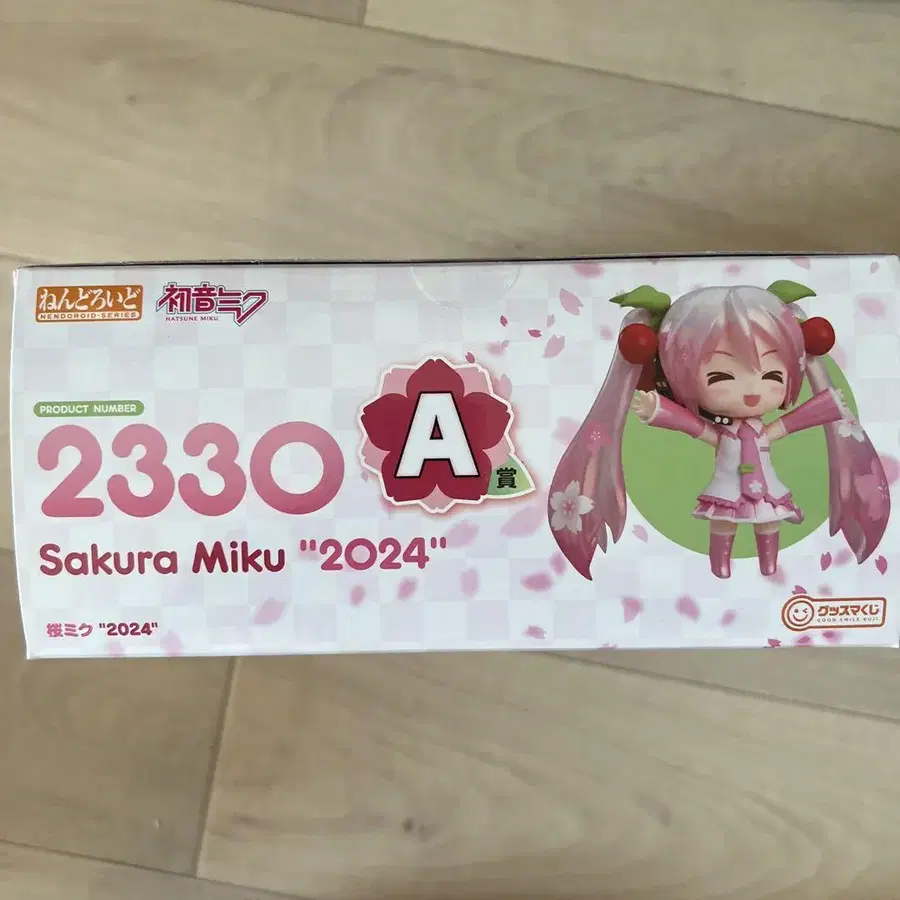 ねんどろいど
NENDOROID-SERIES
初音ミク
HATSUNE MIKU
PRODUCT NUMBER
2330
A
賞
Sakura Miku "2024"
桜ミク "2024"
グッスマくじ
GOOD SMILE KUJI